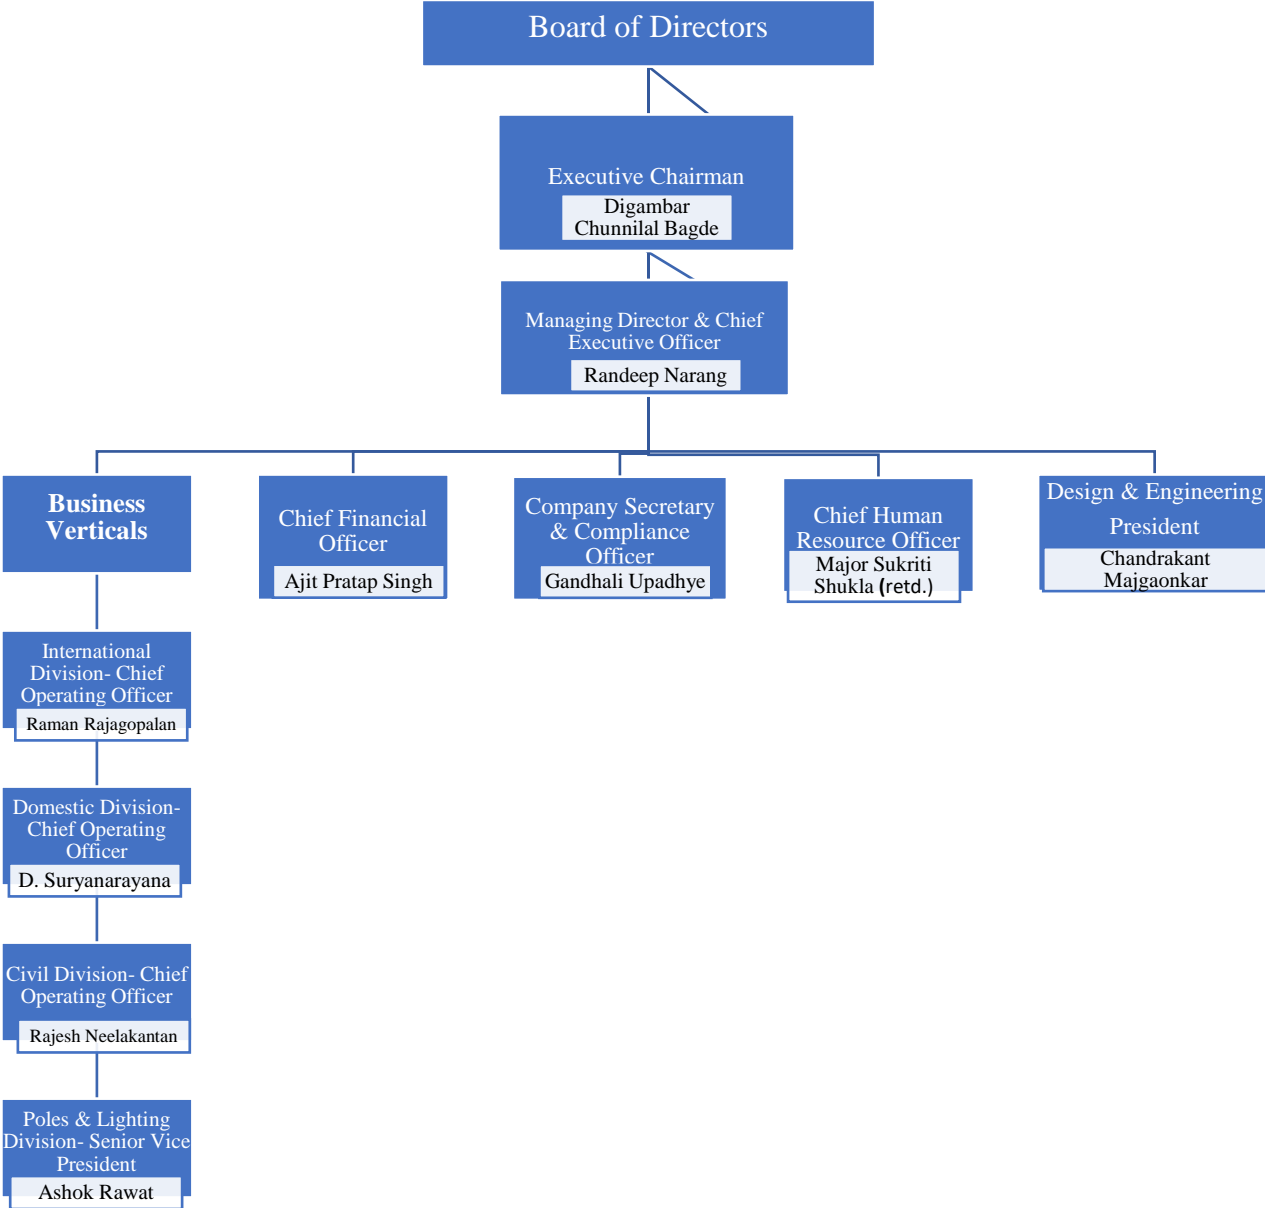 Board of Directors
Executive Chairman
Digambar
Chunnilal Bagde
Managing Director & Chief
Executive Officer
Randeep Narang
Business
Verticals
Chief Financial
Officer
Ajit Pratap Singh
Company Secretary
& Compliance
Officer
Gandhali Upadhye
Chief Human
Resource Officer
Major Sukriti
Shukla (retd.)
Design & Engineering
President
Chandrakant
Majgaonkar
International
Division- Chief
Operating Officer
Raman Rajagopalan
Domestic Division-
Chief Operating
Officer
D. Suryanarayana
Civil Division- Chief
Operating Officer
Rajesh Neelakantan
Poles & Lighting
Division- Senior Vice
President
Ashok Rawat